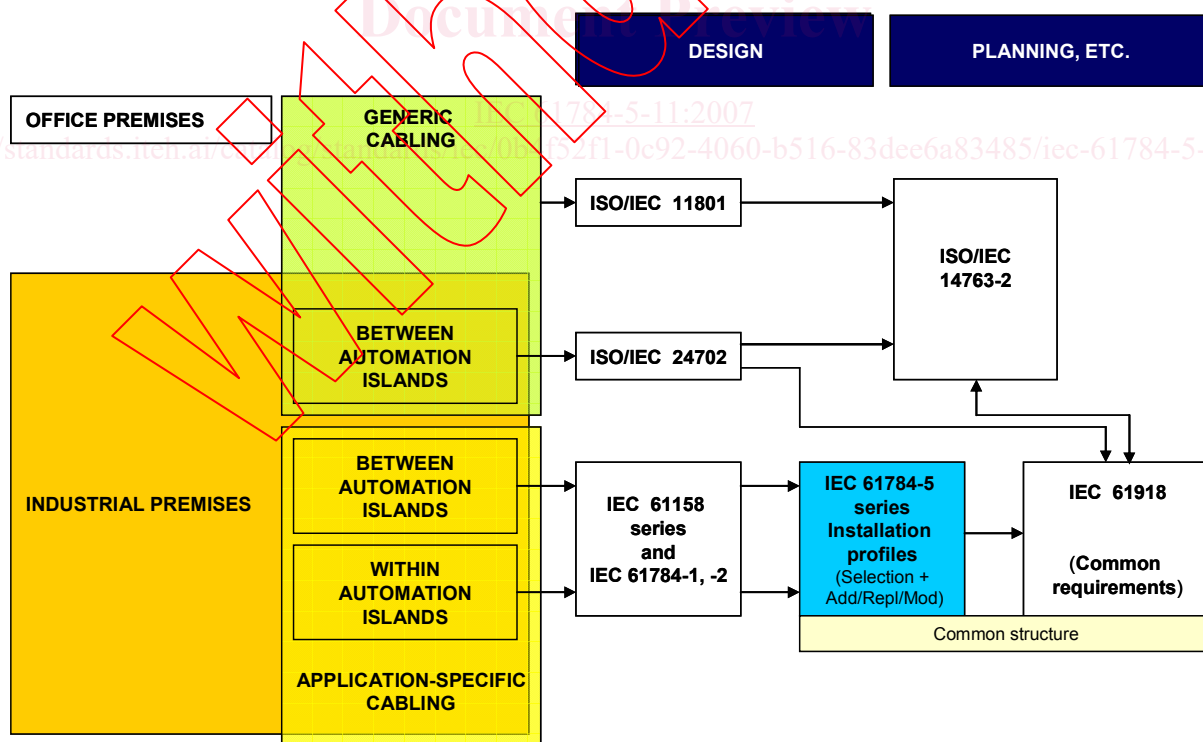 Document Preview
DESIGN
PLANNING, ETC.
OFFICE PREMISES
GENERIC
CABLING
IEC 61784-5-11:2007
ISO/IEC 11801
ISO/IEC
14763-2
BETWEEN
AUTOMATION
ISLANDS
ISO/IEC 24702
INDUSTRIAL PREMISES
BETWEEN
AUTOMATION
ISLANDS
WITHIN
AUTOMATION
ISLANDS
APPLICATION-SPECIFIC
CABLING
IEC 61158
series
and
IEC 61784-1, -2
IEC 61784-5
series
Installation
profiles
(Selection +
Add/Repl/Mod)
IEC 61918
(Common
requirements)
Common structure